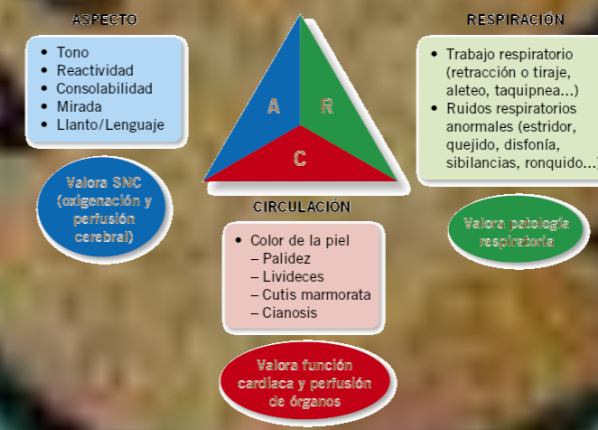 ASPECTO
• Tono
• Reactividad
• Consolabilidad
• Mirada
• Llanto/Lenguaje
Valora SNC
(oxigenación y
perfusión
cerebral)
A
R
C
RESPIRACIÓN
• Trabajo respiratorio
(retracción o tiraje,
aleteo, taquipnea...)
• Ruidos respiratorios
anormales (estridor,
quejido, disfonía,
sibilancias, ronquido...)
Valora patología
respiratoria
CIRCULACIÓN
• Color de la piel
– Palidez
– Livideces
– Cutis marmorata
– Cianosis
Valora función
cardiaca y perfusión
de órganos